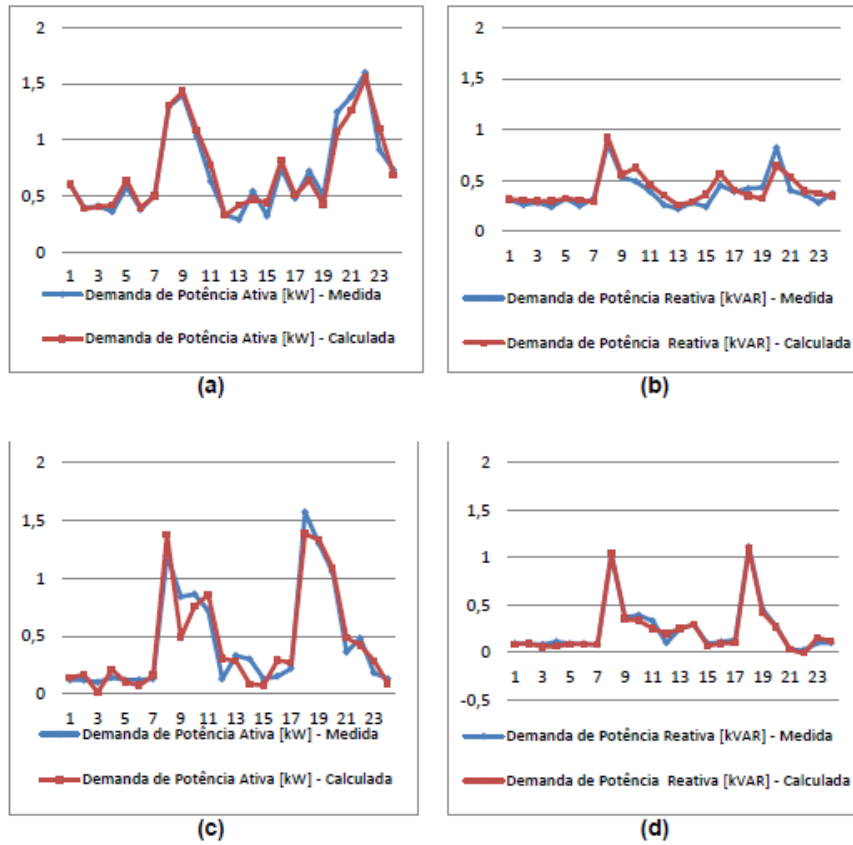 2
1,5
1
0,5
0
1 3 5 7 9 11 13 15 17 19 21 23
Demanda de Potência Ativa [kW] - Medida
Demanda de Potência Ativa [kW] - Calculada
(a)
2
1,5
1
0,5
0
1 3 5 7 9 11 13 15 17 19 21 23
Demanda de Potência Reativa [kVAR] - Medida
Demanda de Potência Reativa [kVAR] - Calculada
(b)
2
1,5
1
0,5
0
1 3 5 7 9 11 13 15 17 19 21 23
Demanda de Potência Ativa [kW] - Medida
Demanda de Potência Ativa [kW] - Calculada
(c)
2
1,5
1
0,5
0
1 3 5 7 9 11 13 15 17 19 21 23
-0,5
Demanda de Potência Reativa [kVAR] - Medida
Demanda de Potência Reativa [kVAR] - Calculada
(d)